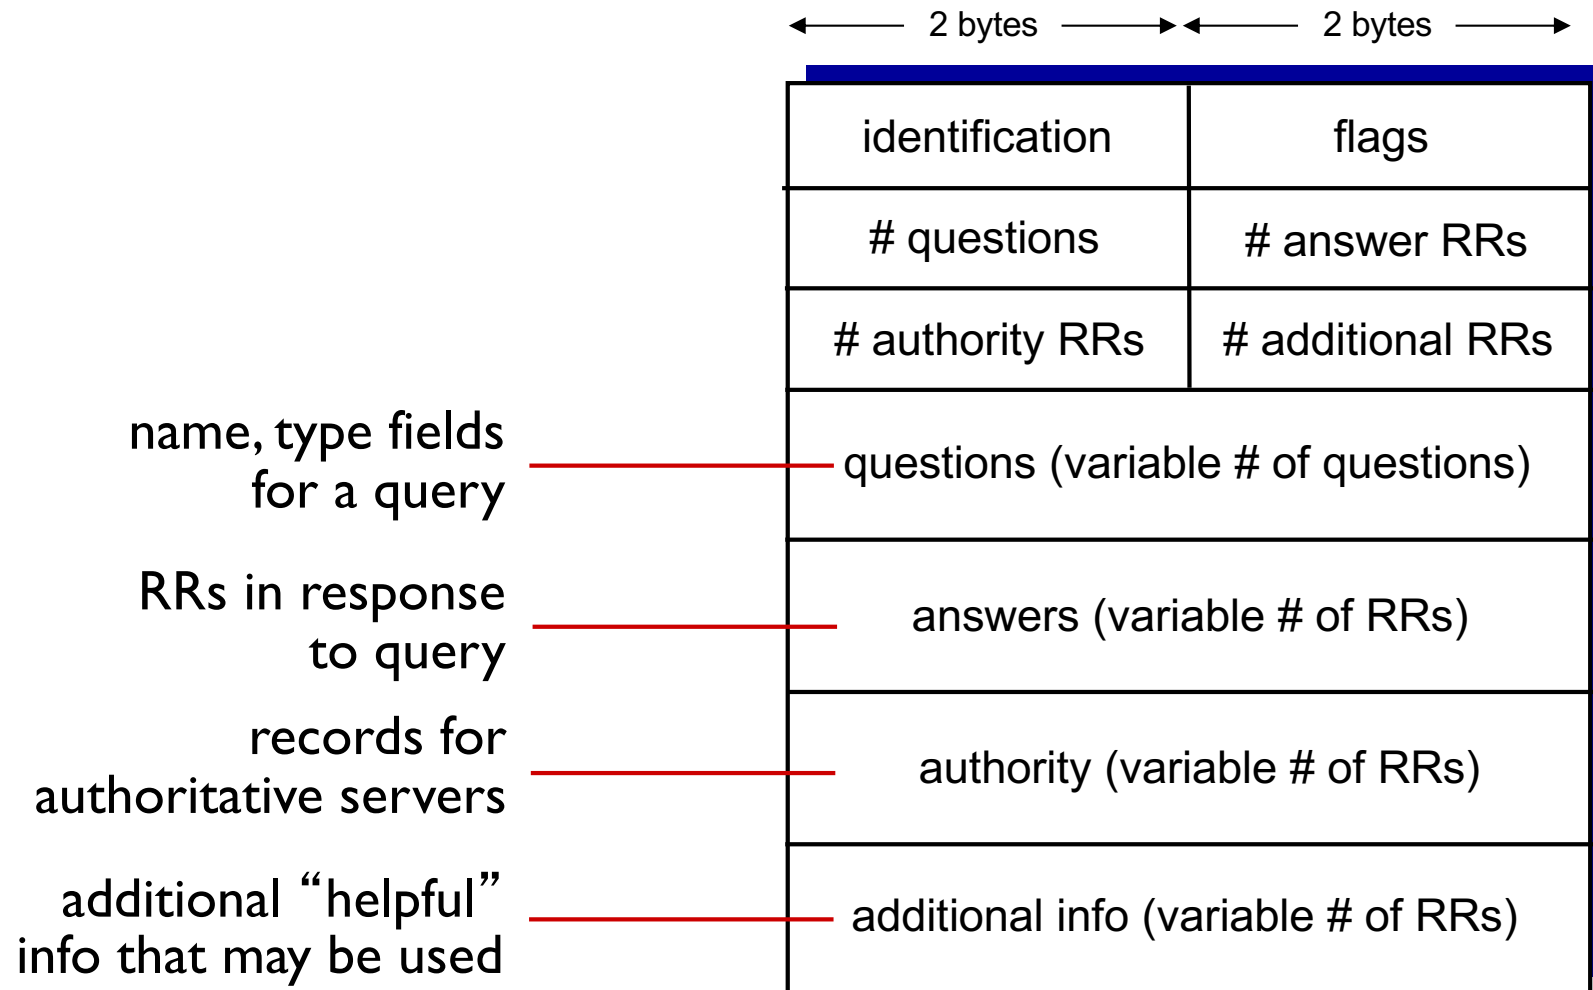 2 bytes 2 bytes
identification flags
# questions # answer RRs
# authority RRs # additional RRs
name, type fields
for a query
questions (variable # of questions)
RRs in response
to query
answers (variable # of RRs)
records for
authoritative servers
authority (variable # of RRs)
additional “helpful”
info that may be used
additional info (variable # of RRs)